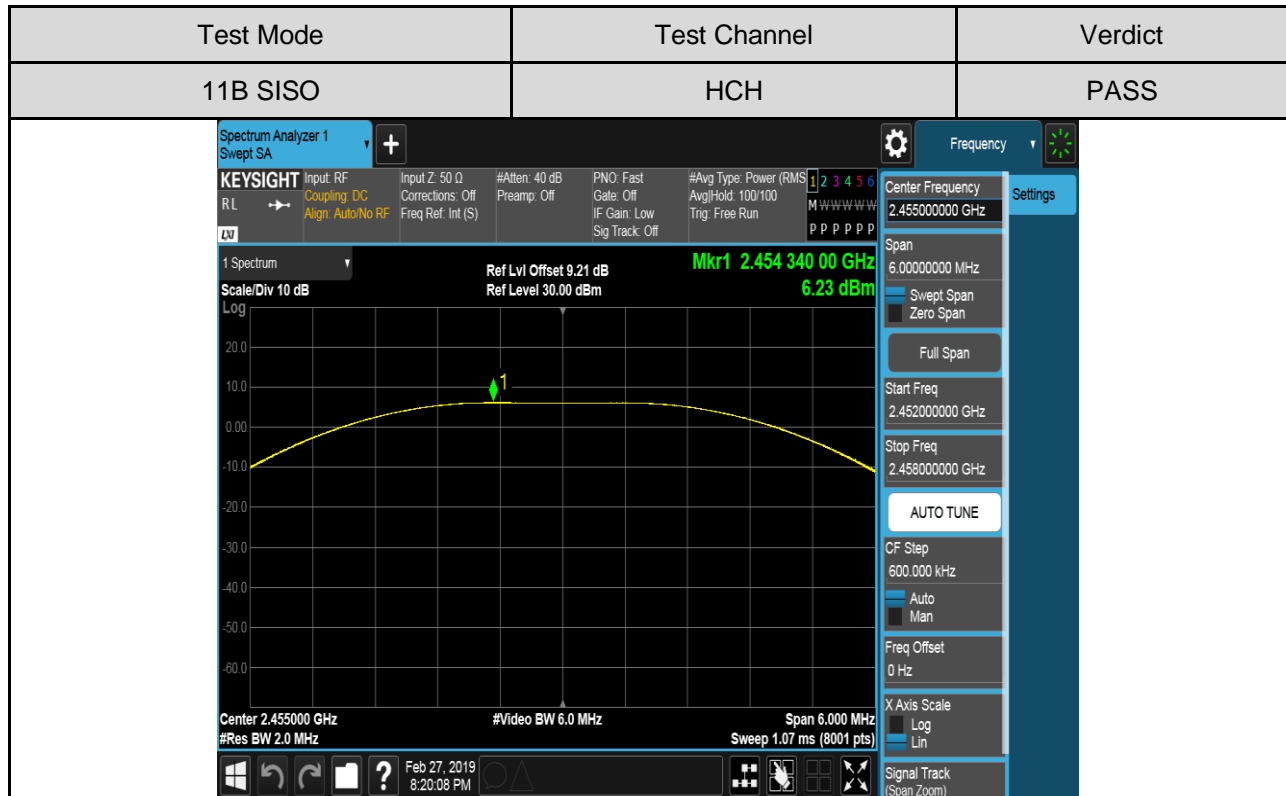 Test Mode Test Channel Verdict
11B SISO HCH PASS
Spectrum Analyzer 1
Swept SA
+
Frequency
KEYSIGHT Input: RF Input Z: 50 Ω #Atten: 40 dB PNO: Fast #Avg Type: Power (RMS 1 2 3 4 5 6
RL Coupling: DC Corrections: Off Preamp: Off Gate: Off Avg|Hold: 100/100 M W W W W W
Align: Auto/No RF Freq Ref: Int (S) IF Gain: Low Trig: Free Run
LXI Sig Track: Off P P P P P P
1 Spectrum Ref Lvl Offset 9.21 dB Mkr1 2.454 340 00 GHz
Scale/Div 10 dB Ref Level 30.00 dBm 6.23 dBm
Log
20.0
10.0
1
0.00
-10.0
-20.0
-30.0
-40.0
-50.0
-60.0
Center 2.455000 GHz #Video BW 6.0 MHz Span 6.000 MHz
#Res BW 2.0 MHz Sweep 1.07 ms (8001 pts)
?
Feb 27, 2019
8:20:08 PM
Center Frequency
2.455000000 GHz
Settings
Span
6.00000000 MHz
Swept Span
Zero Span
Full Span
Start Freq
2.452000000 GHz
Stop Freq
2.458000000 GHz
AUTO TUNE
CF Step
600.000 kHz
Auto
Man
Freq Offset
0 Hz
X Axis Scale
Log
Lin
Signal Track
(Span Zoom)